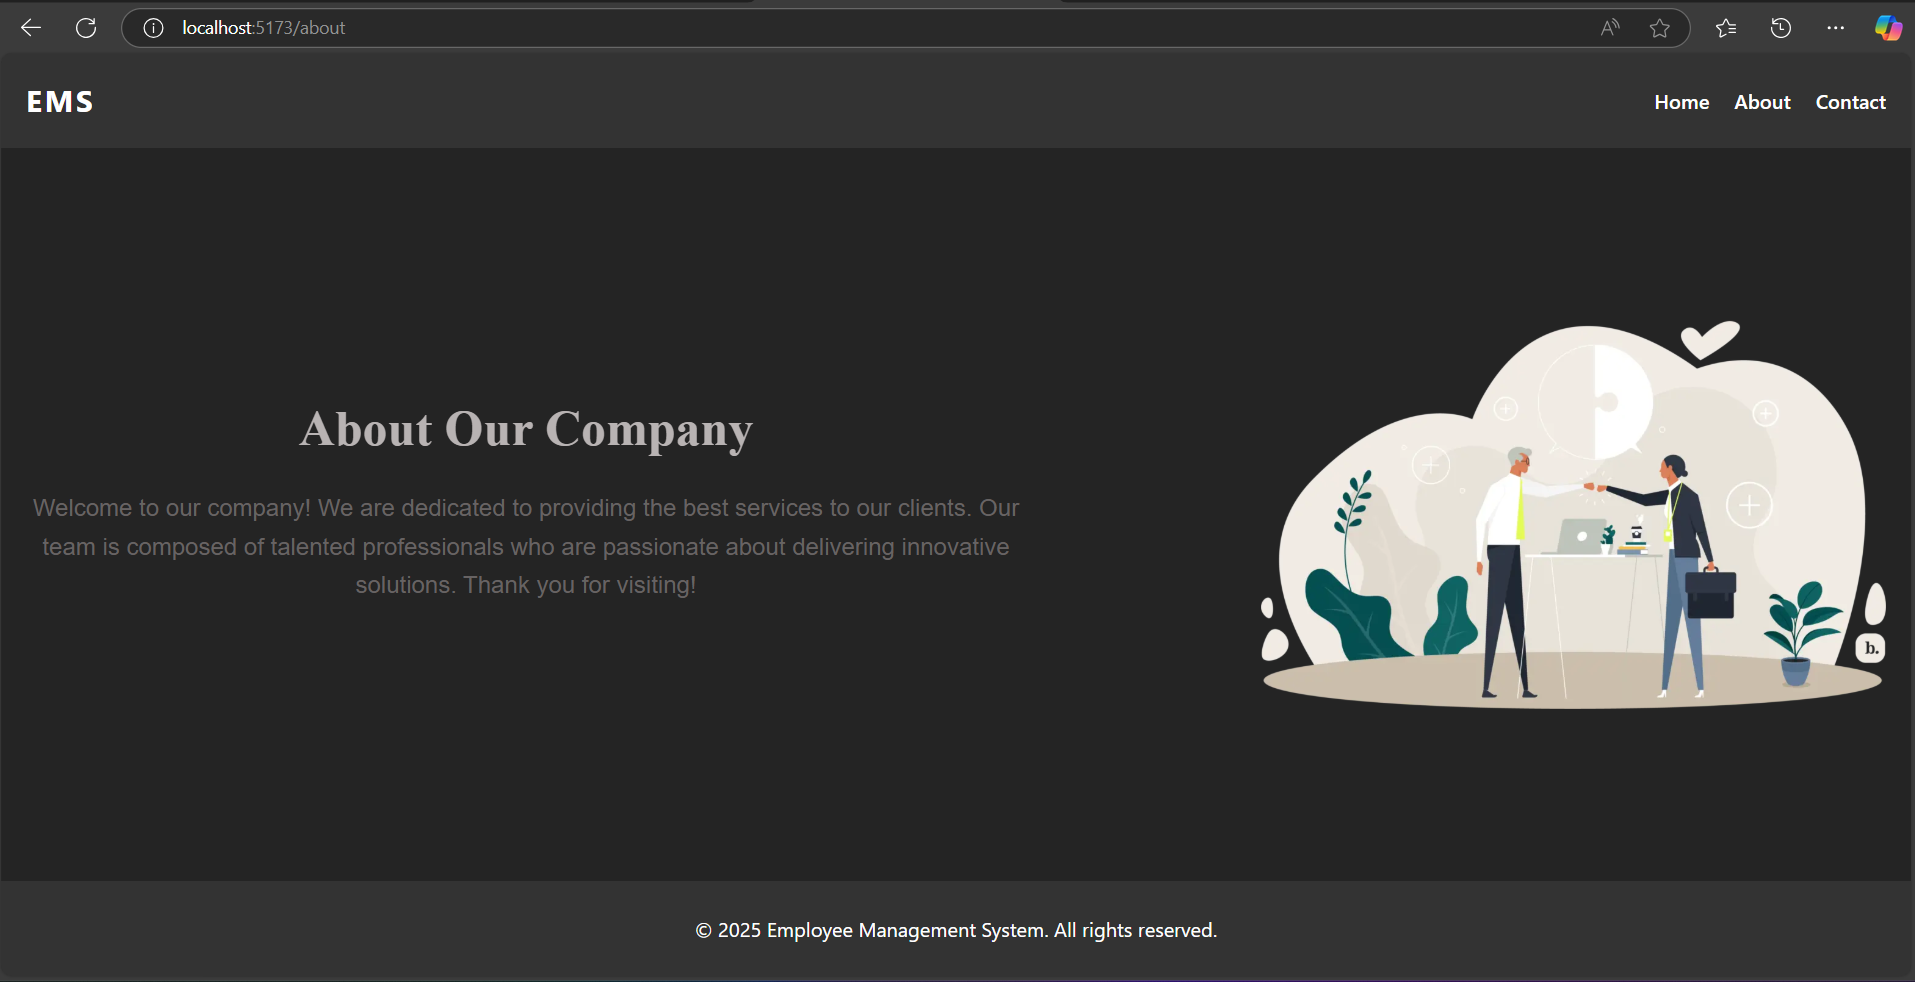 localhost:5173/about
EMS
Home About Contact
About Our Company
Welcome to our company! We are dedicated to providing the best services to our clients. Our
team is composed of talented professionals who are passionate about delivering innovative
solutions. Thank you for visiting!
b.
© 2025 Employee Management System. All rights reserved.